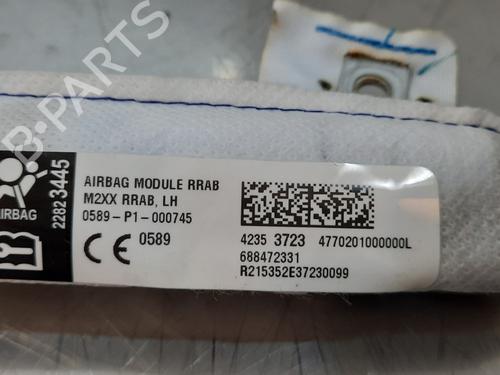 B-PARTS
AIRBAG
2282 3445
AIRBAG MODULE RRAB
M2XX RRAB, LH
0589-P1-000745
CE 0589
4235 3723 4770201000000L
688472331
R215352E37230099